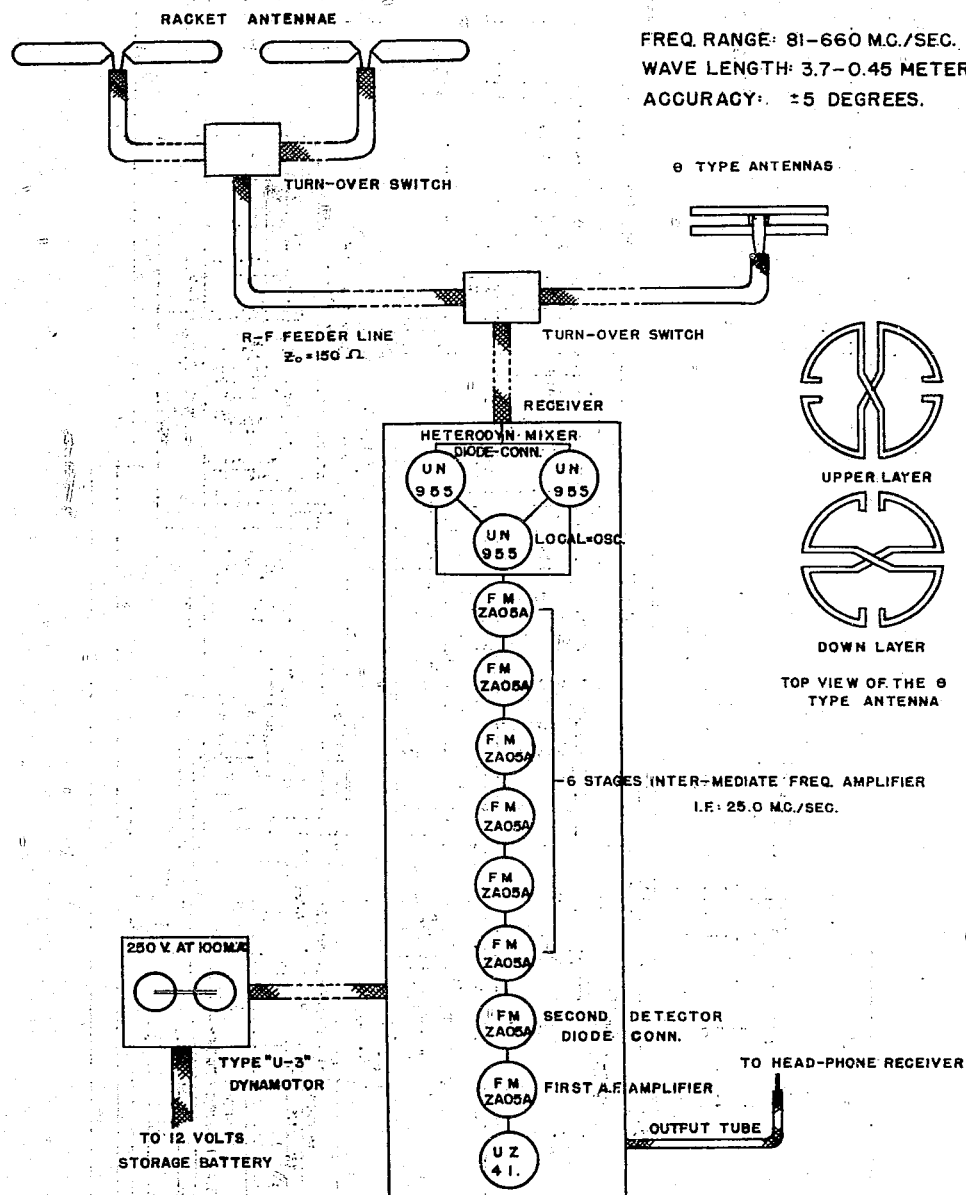 RACKET ANTENNAE
FREQ. RANGE: 81-660 M.C./SEC.
WAVE LENGTH: 3.7-0.45 METER
ACCURACY: ±5 DEGREES.
TURN-OVER SWITCH
θ TYPE ANTENNAS
R-F FEEDER LINE
Z₀=150 Ω
TURN-OVER SWITCH
RECEIVER
HETERODYN-MIXER
DIODE-CONN.
UN
955
UN
955
UN
955
LOCAL-OSC.
UPPER LAYER
DOWN LAYER
TOP VIEW OF THE θ
TYPE ANTENNA
FM
ZA05A
FM
ZA05A
FM
ZA05A
FM
ZA05A
FM
ZA05A
FM
ZA05A
6 STAGES INTER-MEDIATE FREQ. AMPLIFIER
I.F.: 25.0 M.C./SEC.
250 V. AT 100 M.A.
TYPE "U-3"
DYNAMOTOR
TO 12 VOLTS
STORAGE BATTERY
FM
ZA05A
SECOND DETECTOR
DIODE CONN.
FM
ZA05A
FIRST A.F. AMPLIFIER
UZ
41.
OUTPUT TUBE
TO HEAD-PHONE RECEIVER